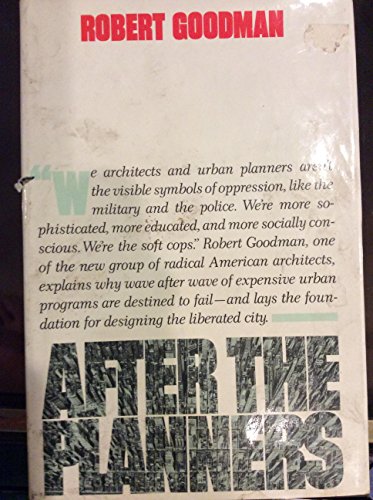 ROBERT GOODMAN
"We architects and urban planners aren't
the visible symbols of oppression, like the
military and the police. We're more so-
phisticated, more educated, and more socially con-
scious. We're the soft cops." Robert Goodman, one
of the new group of radical American architects,
explains why wave after wave of expensive urban
programs are destined to fail—and lays the foun-
dation for designing the liberated city.
AFTER THE
PLANNERS